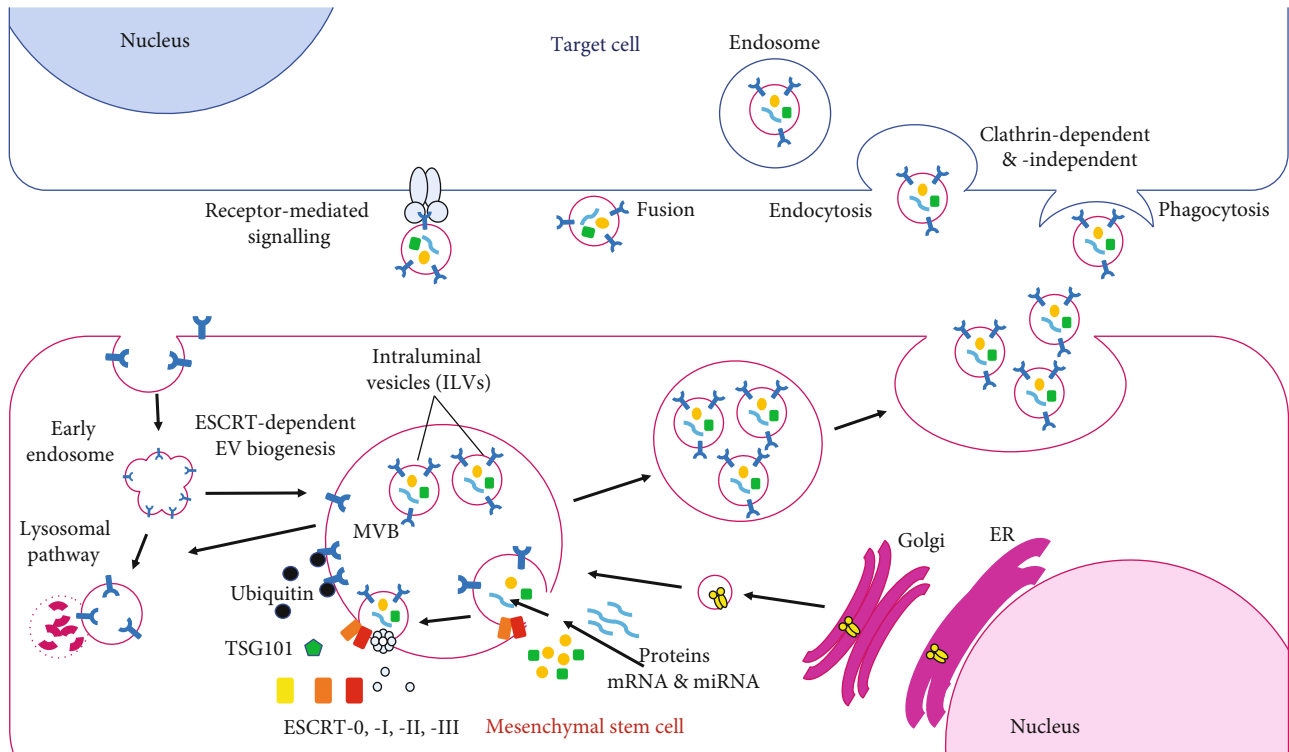 Nucleus
Target cell
Endosome
Clathrin-dependent
& -independent
Receptor-mediated
signalling
Fusion
Endocytosis
Phagocytosis
Intraluminal
vesicles (ILVs)
Early
endosome
ESCRT-dependent
EV biogenesis
MVB
Lysosomal
pathway
Golgi
ER
Ubiquitin
TSG101
Proteins
mRNA & miRNA
ESCRT-0, -I, -II, -III
Mesenchymal stem cell
Nucleus